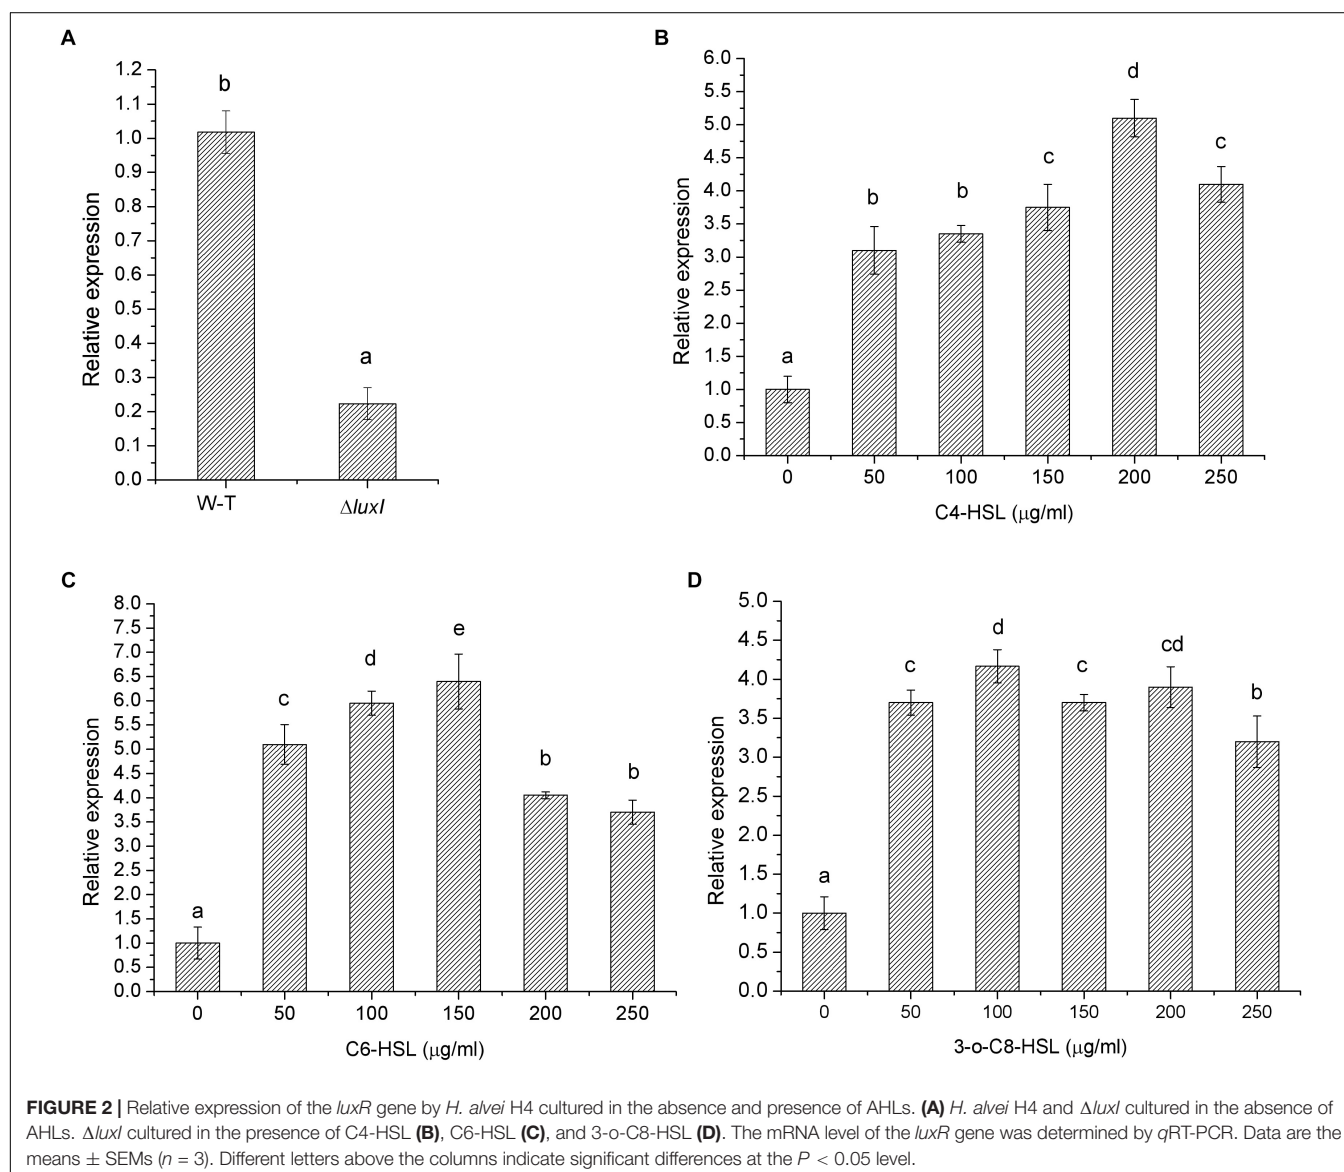 A
Relative expression
1.2
1.1
1.0
0.9
0.8
0.7
0.6
0.5
0.4
0.3
0.2
0.1
0.0
b
a
W-T
ΔluxI
B
Relative expression
6.0
5.5
5.0
4.5
4.0
3.5
3.0
2.5
2.0
1.5
1.0
0.5
0.0
a
b
b
c
d
c
0 50 100 150 200 250
C4-HSL (μg/ml)
C
Relative expression
8.0
7.5
7.0
6.5
6.0
5.5
5.0
4.5
4.0
3.5
3.0
2.5
2.0
1.5
1.0
0.5
0.0
a
c
d
e
b
b
0 50 100 150 200 250
C6-HSL (μg/ml)
D
Relative expression
5.0
4.5
4.0
3.5
3.0
2.5
2.0
1.5
1.0
0.5
0.0
a
c
d
c
cd
b
0 50 100 150 200 250
3-o-C8-HSL (μg/ml)
FIGURE 2 | Relative expression of the luxR gene by H. alvei H4 cultured in the absence and presence of AHLs. (A) H. alvei H4 and ΔluxI cultured in the absence of
AHLs. ΔluxI cultured in the presence of C4-HSL (B), C6-HSL (C), and 3-o-C8-HSL (D). The mRNA level of the luxR gene was determined by qRT-PCR. Data are the
means ± SEMs (n = 3). Different letters above the columns indicate significant differences at the P < 0.05 level.